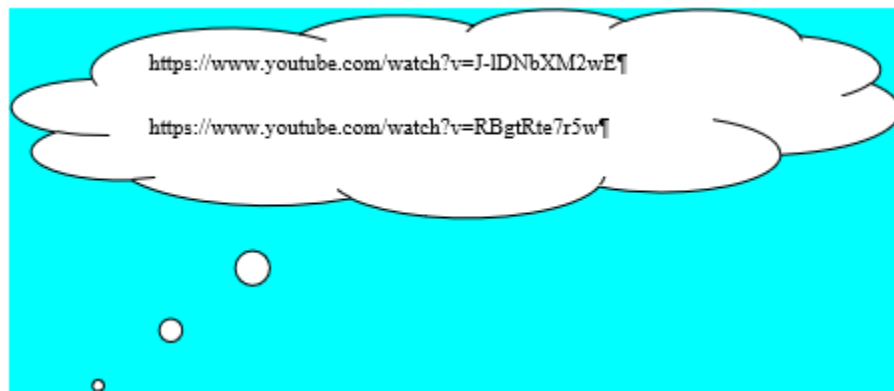 https://www.youtube.com/watch?v=J-lDNbXM2wE¶
https://www.youtube.com/watch?v=RBgtRte7r5w¶